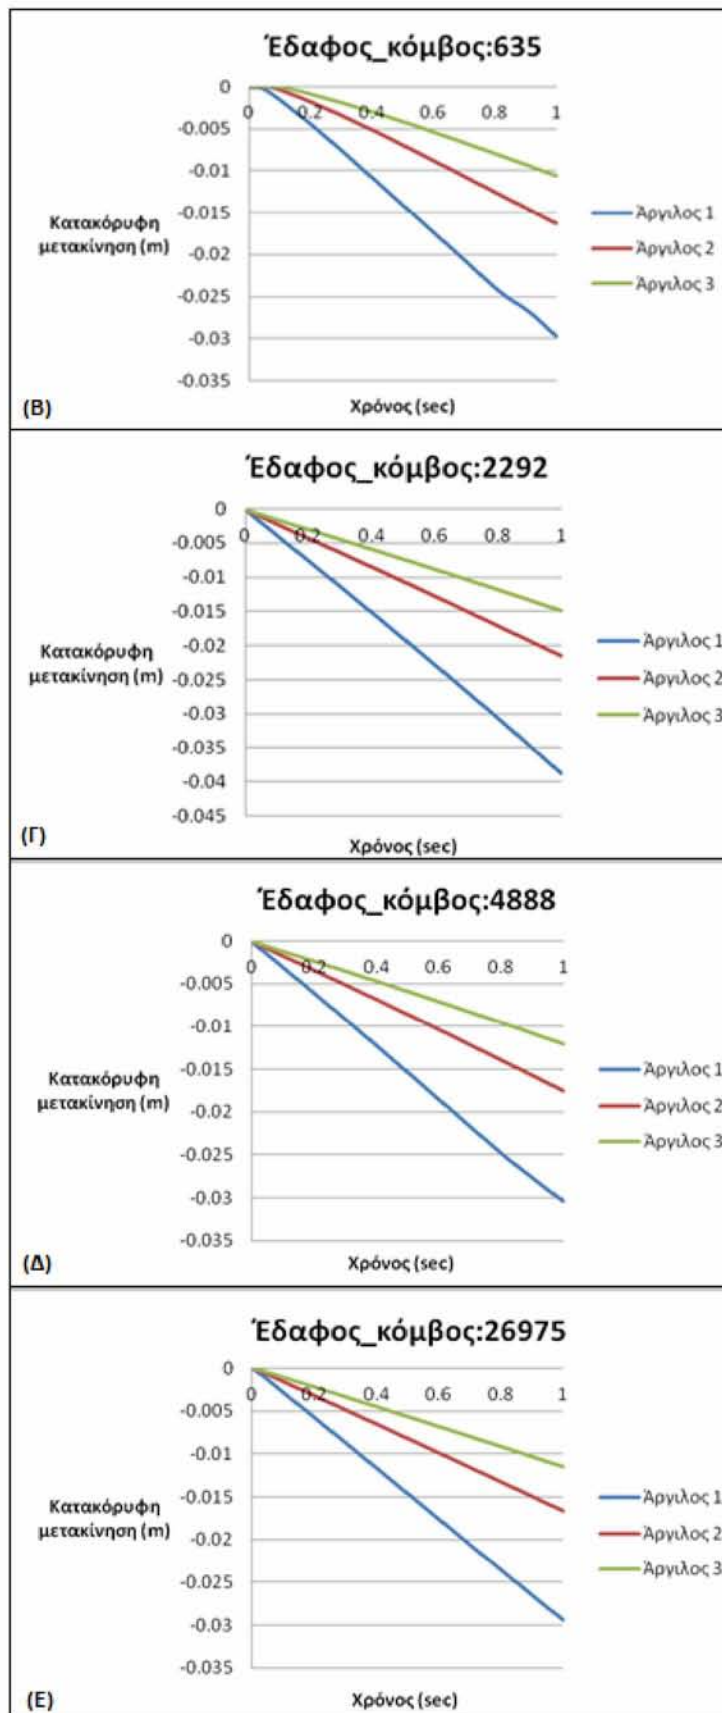 Έδαφος_κόμβος:635
0
0 0.2 0.4 0.6 0.8 1
-0.005
-0.01
-0.015
-0.02
-0.025
-0.03
-0.035
Κατακόρυφη
μετακίνηση (m)
Άργιλος 1
Άργιλος 2
Άργιλος 3
Χρόνος (sec)
(Β)
Έδαφος_κόμβος:2292
0
0 0.2 0.4 0.6 0.8 1
-0.005
-0.01
-0.015
-0.02
-0.025
-0.03
-0.035
-0.04
-0.045
Κατακόρυφη
μετακίνηση (m)
Άργιλος 1
Άργιλος 2
Άργιλος 3
Χρόνος (sec)
(Γ)
Έδαφος_κόμβος:4888
0
0 0.2 0.4 0.6 0.8 1
-0.005
-0.01
-0.015
-0.02
-0.025
-0.03
-0.035
Κατακόρυφη
μετακίνηση (m)
Άργιλος 1
Άργιλος 2
Άργιλος 3
Χρόνος (sec)
(Δ)
Έδαφος_κόμβος:26975
0
0 0.2 0.4 0.6 0.8 1
-0.005
-0.01
-0.015
-0.02
-0.025
-0.03
-0.035
Κατακόρυφη
μετακίνηση (m)
Άργιλος 1
Άργιλος 2
Άργιλος 3
Χρόνος (sec)
(Ε)